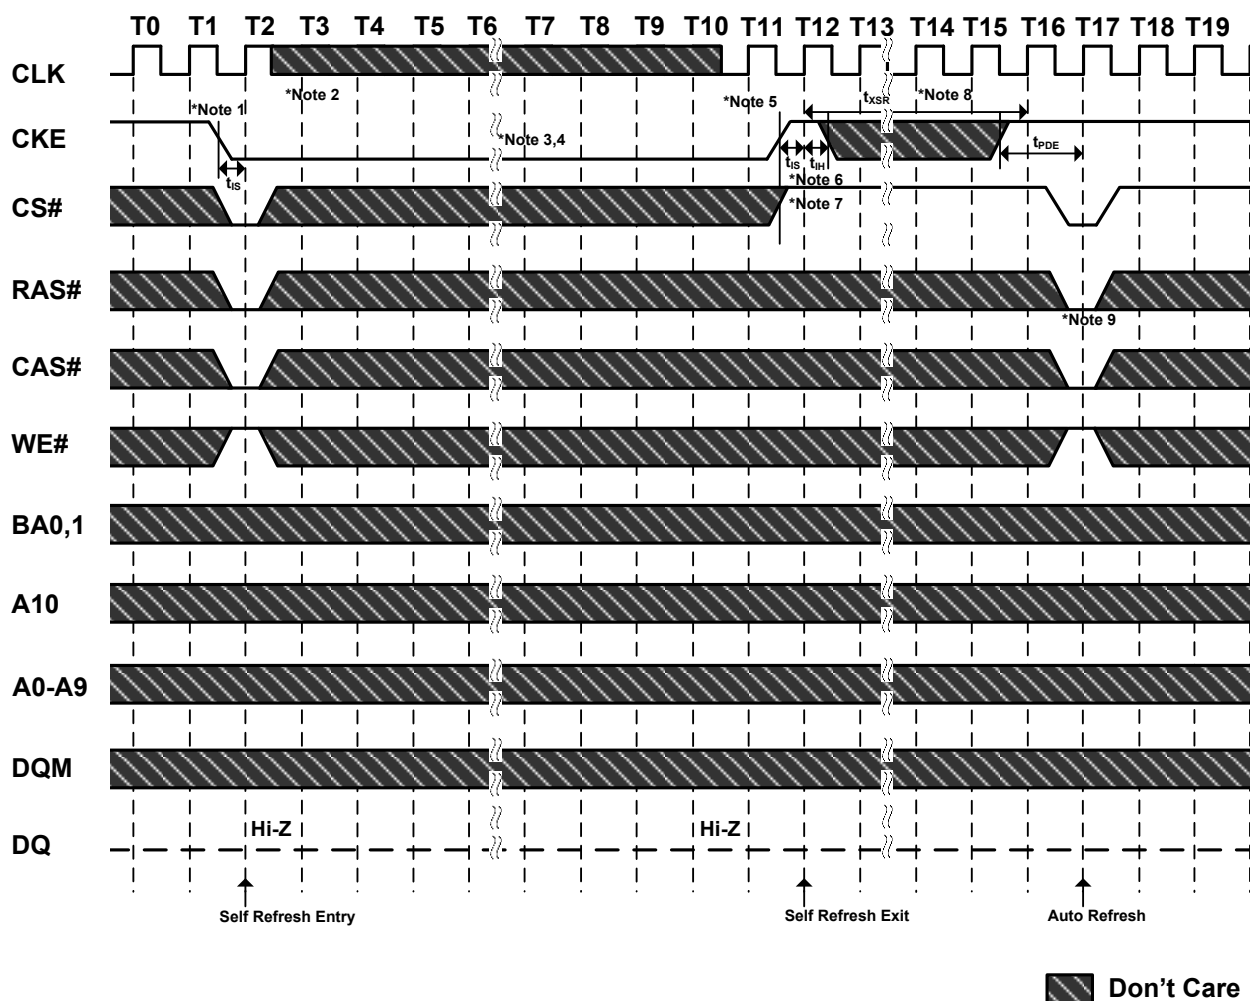 T0 T1 T2 T3 T4 T5 T6 T7 T8 T9 T10 T11 T12 T13 T14 T15 T16 T17 T18 T19
CLK
*Note 1
*Note 2
*Note 5
tXSR
*Note 8
CKE
*Note 3,4
tIS
tIS
tIH
tPDE
*Note 6
CS#
*Note 7
RAS#
*Note 9
CAS#
WE#
BA0,1
A10
A0-A9
DQM
Hi-Z
Hi-Z
DQ
Self Refresh Entry
Self Refresh Exit
Auto Refresh
Don't Care